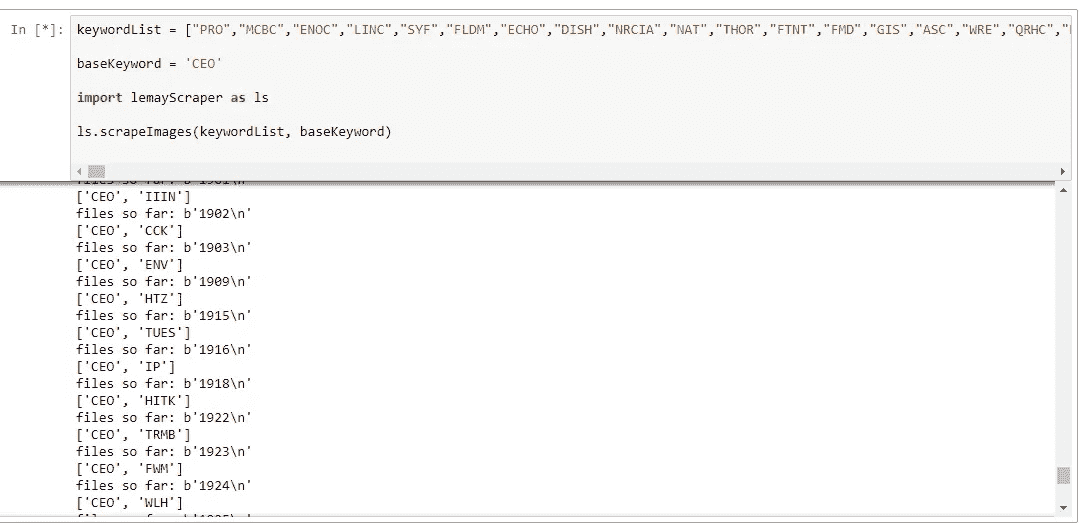 In [*]: keywordList = ["PRO","MCBC","ENOC","LINC","SYF","FLDM","ECHO","DISH","NRCIA","NAT","THOR","FTNT","FMD","GIS","ASC","WRE","QRHC","
baseKeyword = 'CEO'
import lemayScraper as ls
ls.scrapeImages(keywordList, baseKeyword)
files so far: b'1901\n'
['CEO', 'IIIN']
files so far: b'1902\n'
['CEO', 'CCK']
files so far: b'1903\n'
['CEO', 'ENV']
files so far: b'1909\n'
['CEO', 'HTZ']
files so far: b'1915\n'
['CEO', 'TUES']
files so far: b'1916\n'
['CEO', 'IP']
files so far: b'1918\n'
['CEO', 'HITK']
files so far: b'1922\n'
['CEO', 'TRMB']
files so far: b'1923\n'
['CEO', 'FWM']
files so far: b'1924\n'
['CEO', 'WLH']